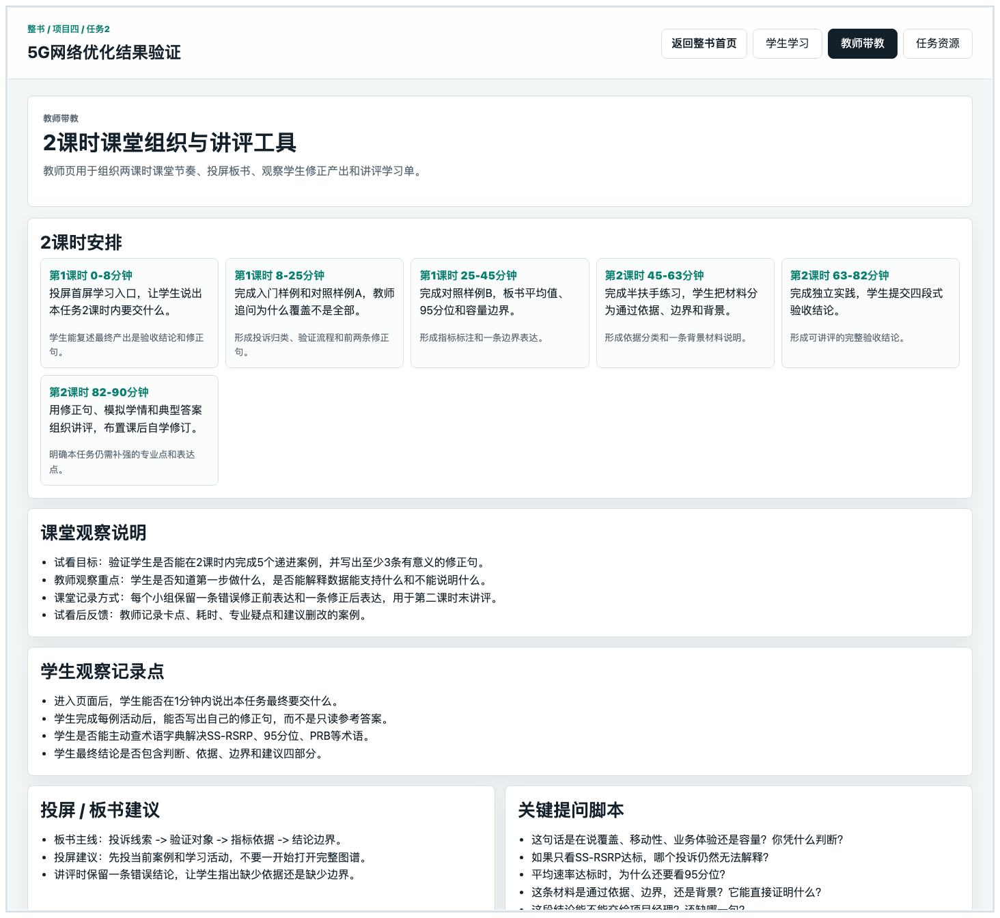 整书 / 项目四 / 任务2
5G网络优化结果验证
返回整书首页
学生学习
教师带教
任务资源
教师带教
2课时课堂组织与讲评工具
教师页用于组织两课时课堂节奏、投屏板书、观察学生修正产出和讲评学习单。
2课时安排
第1课时 0-8分钟
投屏首屏学习入口，让学生说出
本任务2课时内要交什么。
学生能复述最终产出是验收结论和修正
句。
第1课时 8-25分钟
完成入门样例和对照样例A，教师
追问为什么覆盖不是全部。
形成投诉归类、验证流程和前两条修正
句。
第1课时 25-45分钟
完成对照样例B，板书平均值、
95分位和容量边界。
形成指标标注和一条边界表达。
第2课时 45-63分钟
完成半扶手练习，学生把材料分
为通过依据、边界和背景。
形成依据分类和一条背景材料说明。
第2课时 63-82分钟
完成独立实践，学生提交四段式
验收结论。
形成可讲评的完整验收结论。
第2课时 82-90分钟
用修正句、模拟学情和典型答案
组织讲评，布置课后自学修订。
明确本任务仍需补强的专业点和表达
点。
课堂观察说明
• 试看目标：验证学生是否能在2课时内完成5个递进案例，并写出至少3条有意义的修正句。
• 教师观察重点：学生是否知道第一步做什么，是否能解释数据能支持什么和不能说明什么。
• 课堂记录方式：每个小组保留一条错误修正前表达和一条修正后表达，用于第二课时末讲评。
• 试看后反馈：教师记录卡点、耗时、专业疑点和建议删改的案例。
学生观察记录点
• 进入页面后，学生能否在1分钟内说出本任务最终要交什么。
• 学生完成每例活动后，能否写出自己的修正句，而不是只读参考答案。
• 学生是否能主动查术语字典解决SS-RSRP、95分位、PRB等术语。
• 学生最终结论是否包含判断、依据、边界和建议四部分。
投屏 / 板书建议
• 板书主线：投诉线索 -> 验证对象 -> 指标依据 -> 结论边界。
• 投屏建议：先投当前案例和学习活动，不要一开始打开完整图谱。
• 讲评时保留一条错误结论，让学生指出缺少依据还是缺少边界。
关键提问脚本
• 这句话是在说覆盖、移动性、业务体验还是容量？你凭什么判断？
• 如果只看SS-RSRP达标，哪个投诉仍然无法解释？
• 平均速率达标时，为什么还要看95分位？
• 这条材料是通过依据、边界，还是背景？它能直接证明什么？
• 这段结论能不能交给项目经理？还缺哪一句？